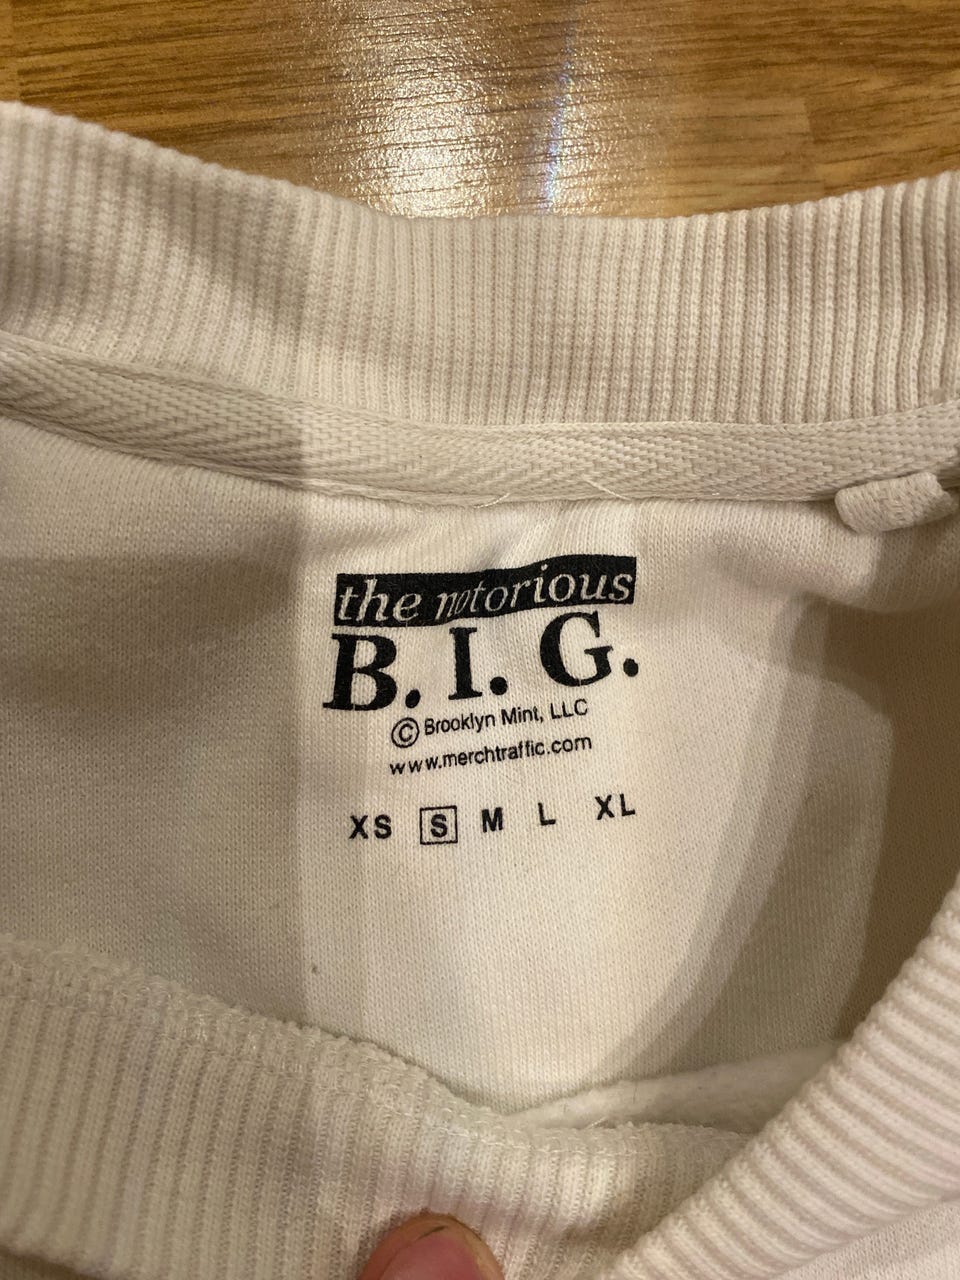 the notorious
B. I. G.
© Brooklyn Mint, LLC
www.merchtraffic.com
XS S M L XL